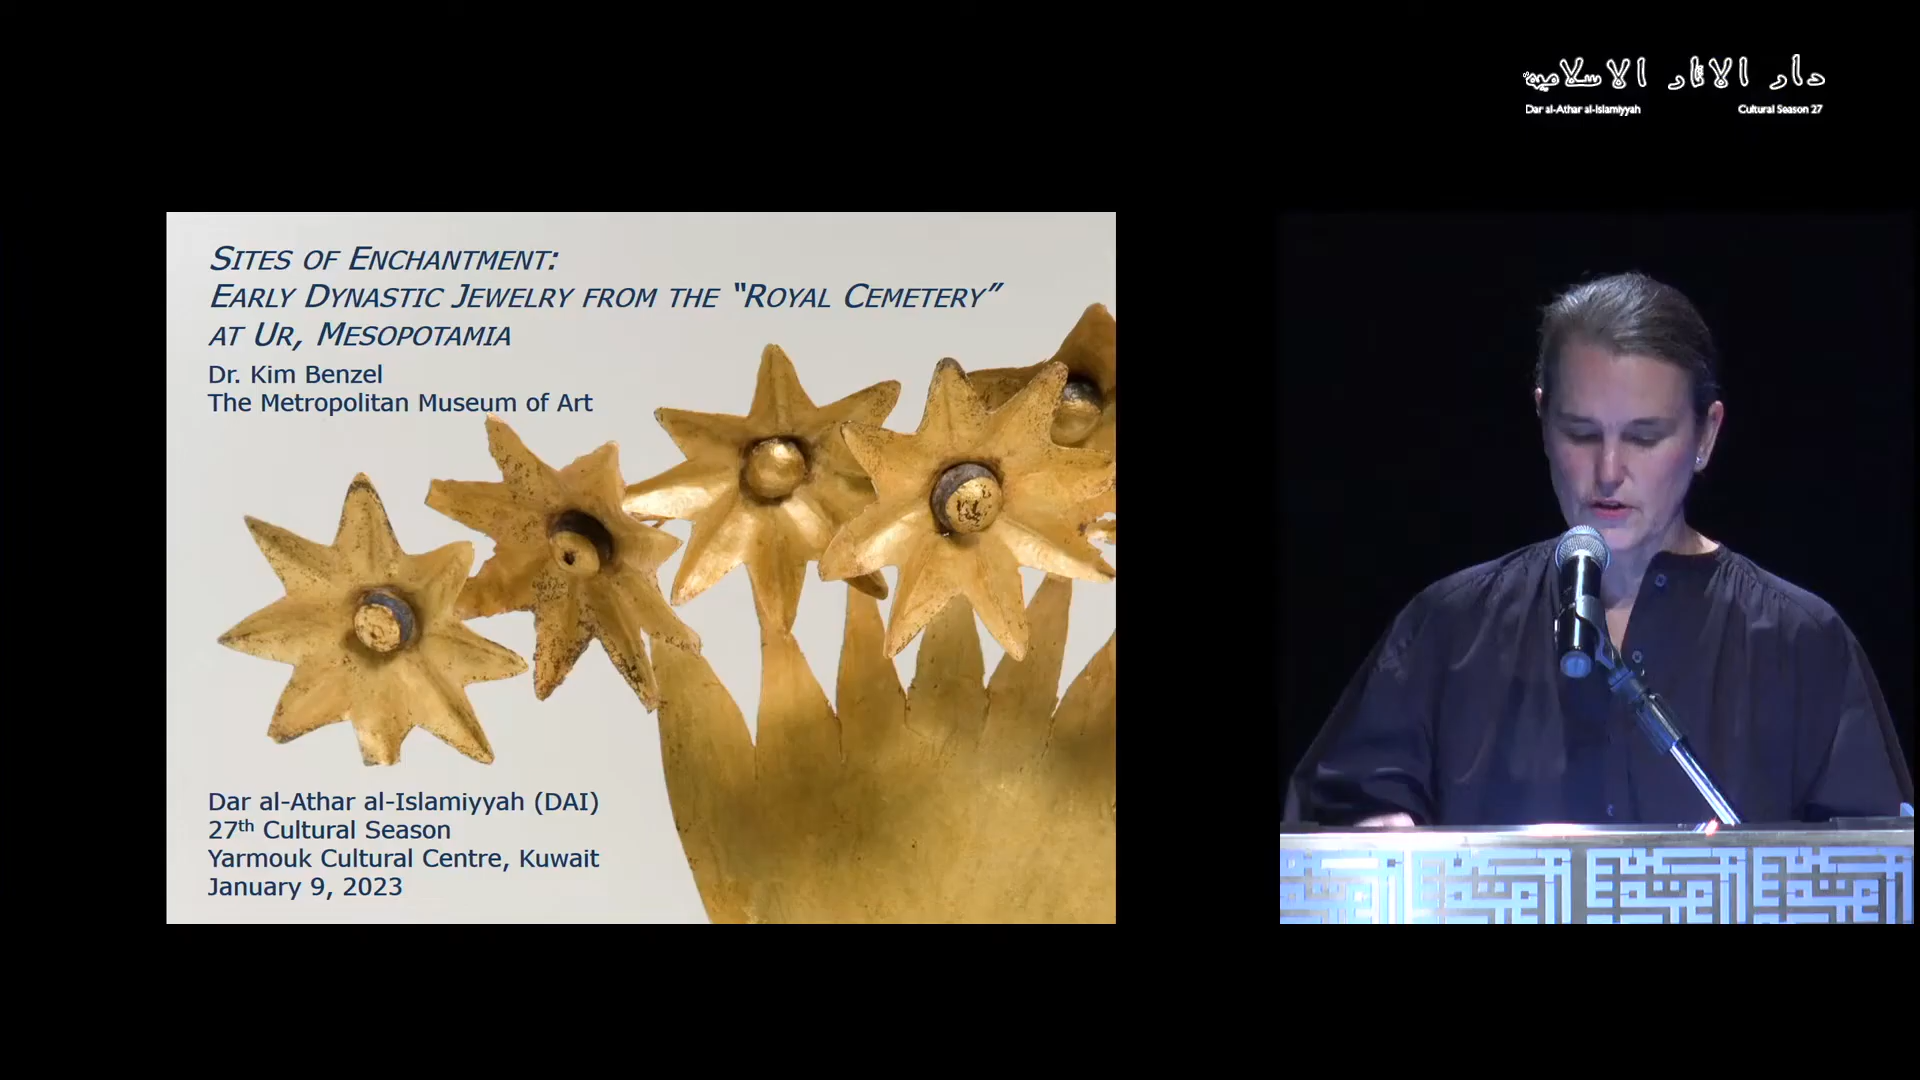 دار الآثار الإسلامية
Dar al-Athar al-Islamiyyah Cultural Season 27
SITES OF ENCHANTMENT:
EARLY DYNASTIC JEWELRY FROM THE “ROYAL CEMETERY”
AT UR, MESOPOTAMIA
Dr. Kim Benzel
The Metropolitan Museum of Art
Dar al-Athar al-Islamiyyah (DAI)
27th Cultural Season
Yarmouk Cultural Centre, Kuwait
January 9, 2023